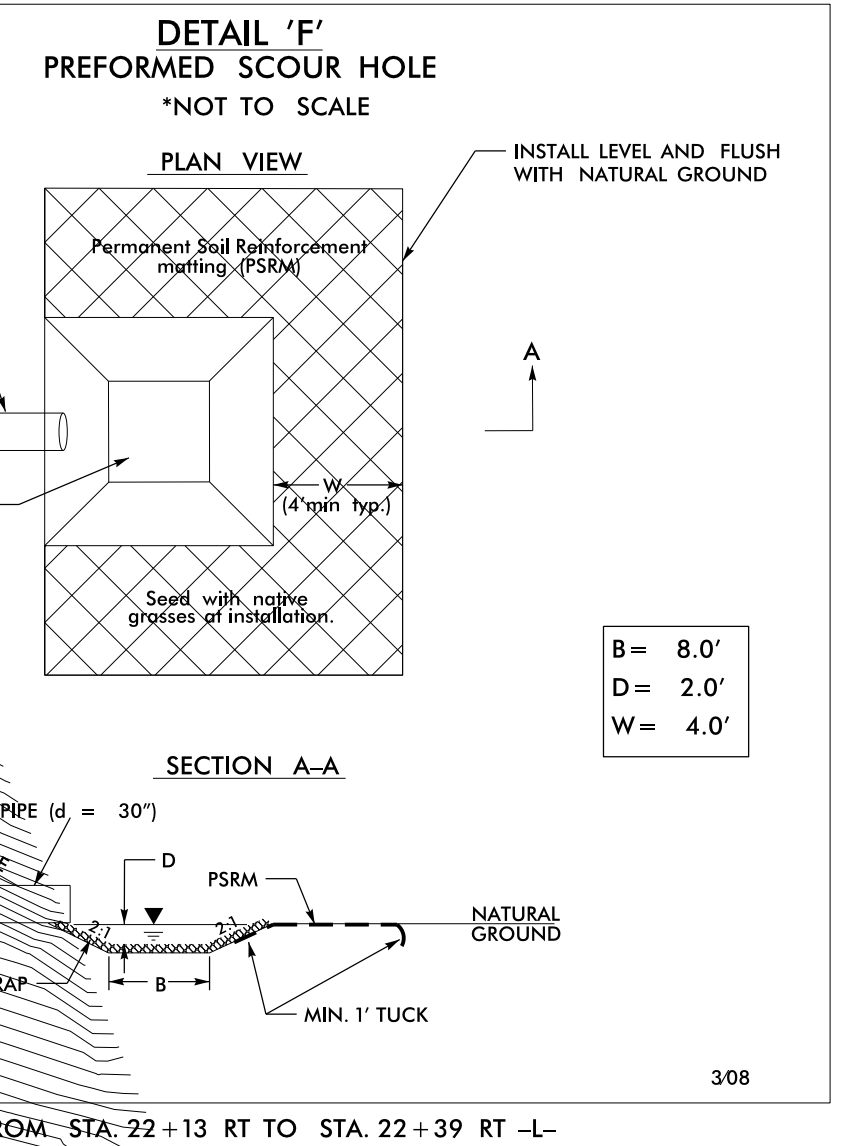 DETAIL 'F'
PREFORMED SCOUR HOLE
*NOT TO SCALE
PLAN VIEW
INSTALL LEVEL AND FLUSH
WITH NATURAL GROUND
Permanent Soil Reinforcement
matting (PSRM)
A
W
(4'min typ.)
Seed with native
grasses at installation.
B= 8.0'
D= 2.0'
W= 4.0'
SECTION A–A
PIPE (d = 30")
D
PSRM
NATURAL
GROUND
2:1
2:1
B
MIN. 1' TUCK
3/08
STA. 22+13 RT TO STA. 22+39 RT –L–